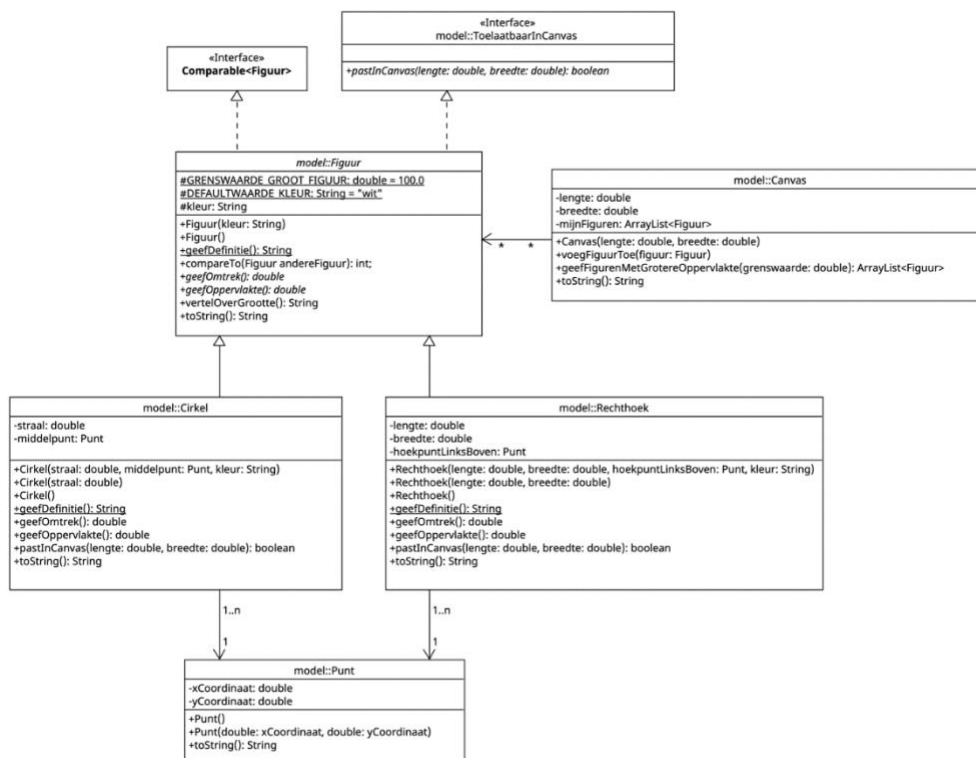 «Interface»
model::ToelaatbaarInCanvas
+pastInCanvas(lengte: double, breedte: double): boolean
«Interface»
Comparable<Figuur>
model::Figuur
#GRENSWAARDE_GROOT_FIGUUR: double = 100.0
#DEFAULTWAARDE_KLEUR: String = "wit"
#kleur: String
+Figuur(kleur: String)
+Figuur()
+geefDefinitie(): String
+compareTo(Figuur andereFiguur): int;
+geefOmtrek(): double
+geefOppervlakte(): double
+vertelOverGrootte(): String
+toString(): String
* *
model::Canvas
-lengte: double
-breedte: double
-mijnFiguren: ArrayList<Figuur>
+Canvas(lengte: double, breedte: double)
+voegFiguurToe(figuur: Figuur)
+geefFigurenMetGrotereOppervlakte(grenswaarde: double): ArrayList<Figuur>
+toString(): String
model::Cirkel
-straal: double
-middelpunt: Punt
+Cirkel(straal: double, middelpunt: Punt, kleur: String)
+Cirkel(straal: double)
+Cirkel()
+geefDefinitie(): String
+geefOmtrek(): double
+geefOppervlakte(): double
+pastInCanvas(lengte: double, breedte: double): boolean
+toString(): String
model::Rechthoek
-lengte: double
-breedte: double
-hoekpuntLinksBoven: Punt
+Rechthoek(lengte: double, breedte: double, hoekpuntLinksBoven: Punt, kleur: String)
+Rechthoek(lengte: double, breedte: double)
+Rechthoek()
+geefDefinitie(): String
+geefOmtrek(): double
+geefOppervlakte(): double
+pastInCanvas(lengte: double, breedte: double): boolean
+toString(): String
1..n
1
1..n
1
model::Punt
-xCoordinaat: double
-yCoordinaat: double
+Punt()
+Punt(double: xCoordinaat, double: yCoordinaat)
+toString(): String